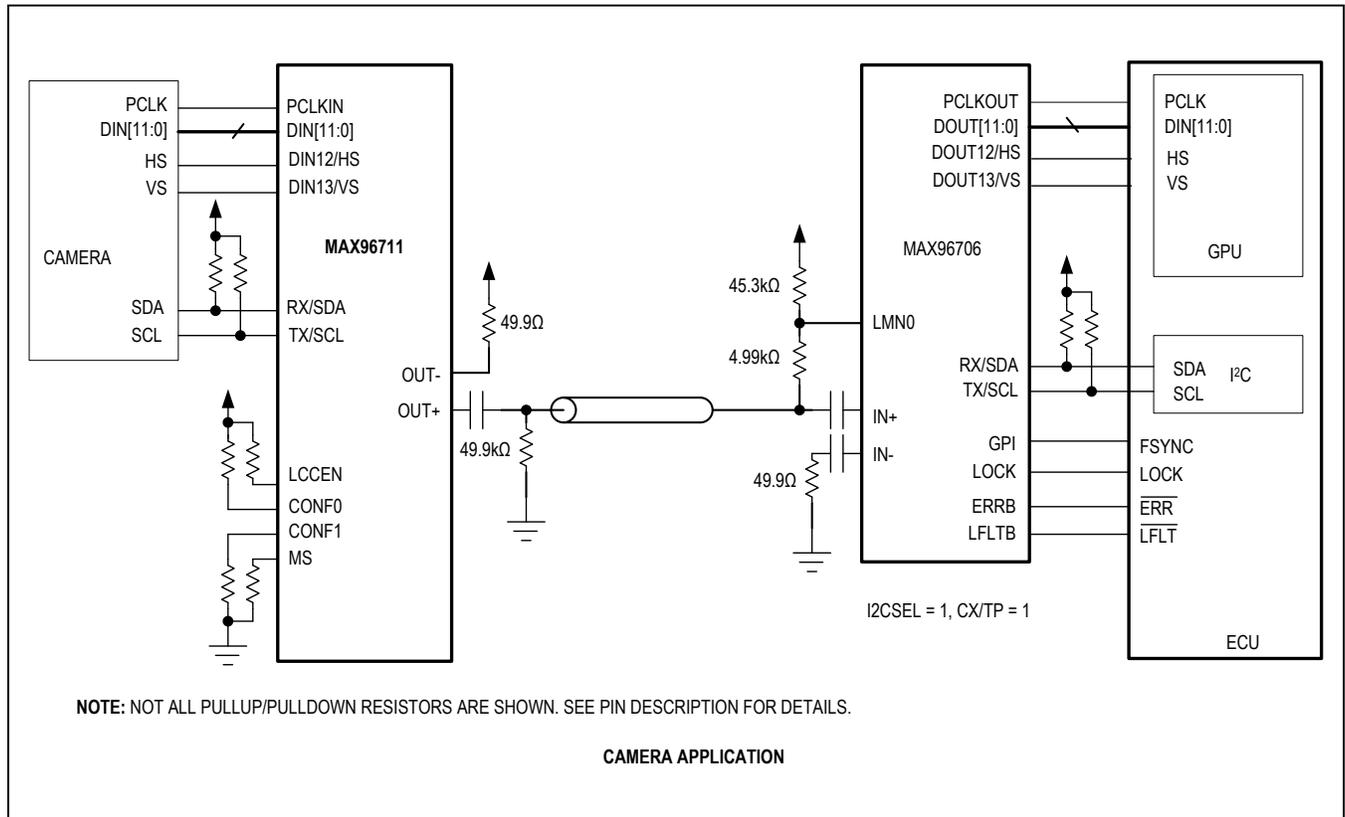 PCLK
DIN[11:0]
HS
VS
CAMERA
SDA
SCL
PCLKIN
DIN[11:0]
DIN12/HS
DIN13/VS
MAX96711
RX/SDA
TX/SCL
OUT-
OUT+
LCCEN
CONF0
CONF1
MS
49.9Ω
49.9kΩ
45.3kΩ
4.99kΩ
49.9Ω
PCLKOUT
DOUT[11:0]
DOUT12/HS
DOUT13/VS
MAX96706
LMN0
RX/SDA
TX/SCL
IN+
IN-
GPI
LOCK
ERRB
LFLTB
I2CSEL = 1, CX/TP = 1
PCLK
DIN[11:0]
HS
VS
GPU
SDA
I²C
SCL
FSYNC
LOCK
ERR
LFLT
ECU
NOTE: NOT ALL PULLUP/PULLDOWN RESISTORS ARE SHOWN. SEE PIN DESCRIPTION FOR DETAILS.
CAMERA APPLICATION